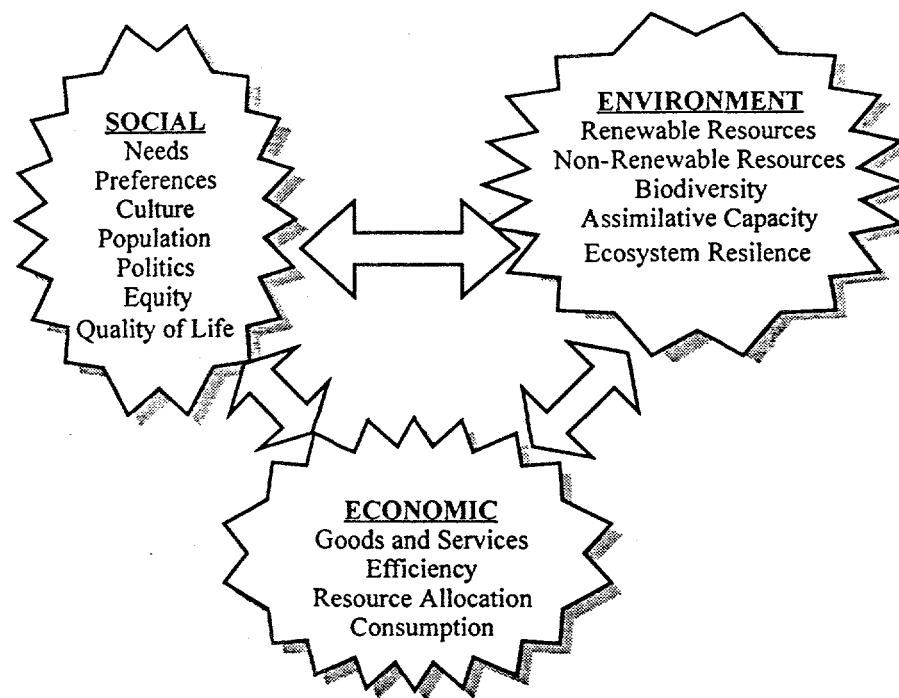 SOCIAL
Needs
Preferences
Culture
Population
Politics
Equity
Quality of Life
ENVIRONMENT
Renewable Resources
Non-Renewable Resources
Biodiversity
Assimilative Capacity
Ecosystem Resilence
ECONOMIC
Goods and Services
Efficiency
Resource Allocation
Consumption